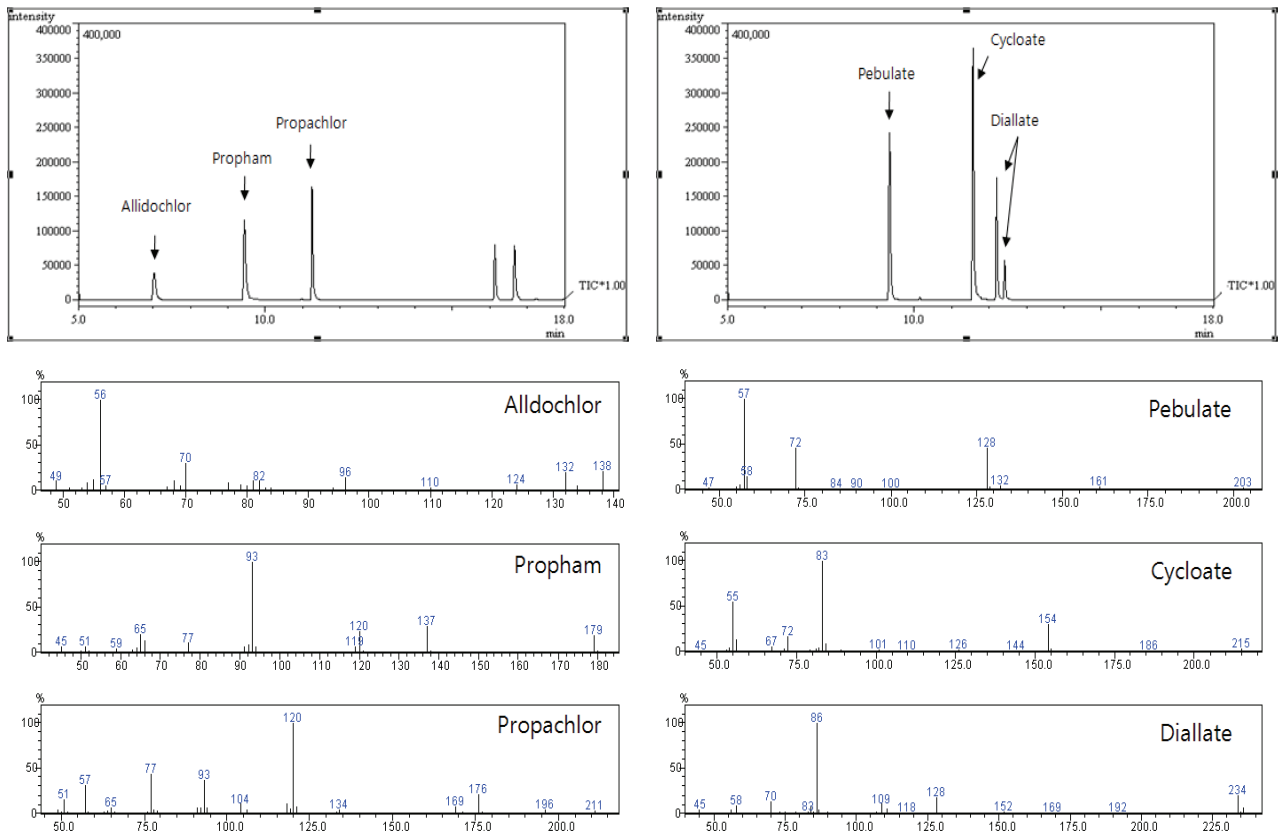 intensity
400000
400,000
350000
300000
250000
200000
150000
100000
50000
0
Allidochlor
Propham
Propachlor
TIC*1.00
5.0 10.0 18.0
min
intensity
400000
400,000
350000
300000
250000
200000
150000
100000
50000
0
Pebulate
Cycloate
Diallate
TIC*1.00
5.0 10.0 18.0
min
%
100
50
0
Alldochlor
49 56 57 70 82 96 110 124 132 138
50 60 70 80 90 100 110 120 130 140
%
100
50
0
Pebulate
47 57 58 72 84 90 100 128 132 161 203
50.0 75.0 100.0 125.0 150.0 175.0 200.0
%
100
50
0
Propham
45 51 59 65 77 93 119 120 137 179
50 60 70 80 90 100 110 120 130 140 150 160 170 180
%
100
50
0
Cycloate
45 55 67 72 83 101 110 126 144 154 186 215
50.0 75.0 100.0 125.0 150.0 175.0 200.0
%
100
50
0
Propachlor
51 57 65 77 93 104 120 134 169 176 196 211
50.0 75.0 100.0 125.0 150.0 175.0 200.0
%
100
50
0
Diallate
45 58 70 83 86 109 118 128 152 169 192 234
50.0 75.0 100.0 125.0 150.0 175.0 200.0 225.0